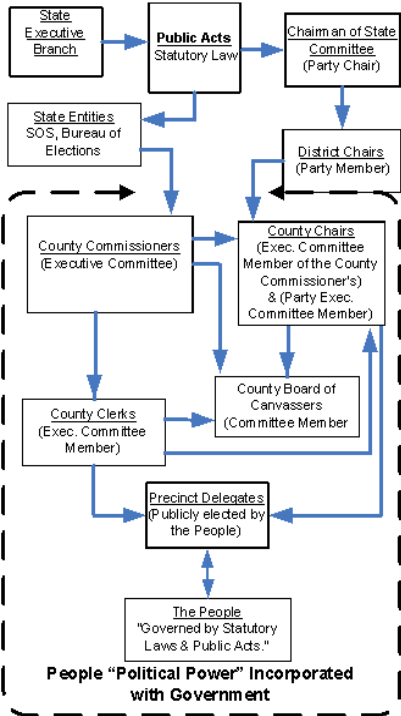 State
Executive
Branch
Public Acts
Statutory Law
Chairman of State
Committee
(Party Chair)
State Entities
SOS, Bureau of
Elections
District Chairs
(Party Member)
County Commissioners
(Executive Committee)
County Chairs
(Exec. Committee
Member of the County
Commissioner's)
& (Party Exec.
Committee Member)
County Board of
Canvassers
(Committee Member
County Clerks
(Exec. Committee
Member)
Precinct Delegates
(Publicly elected by
the People)
The People
"Governed by Statutory
Laws & Public Acts."
People “Political Power” Incorporated
with Government